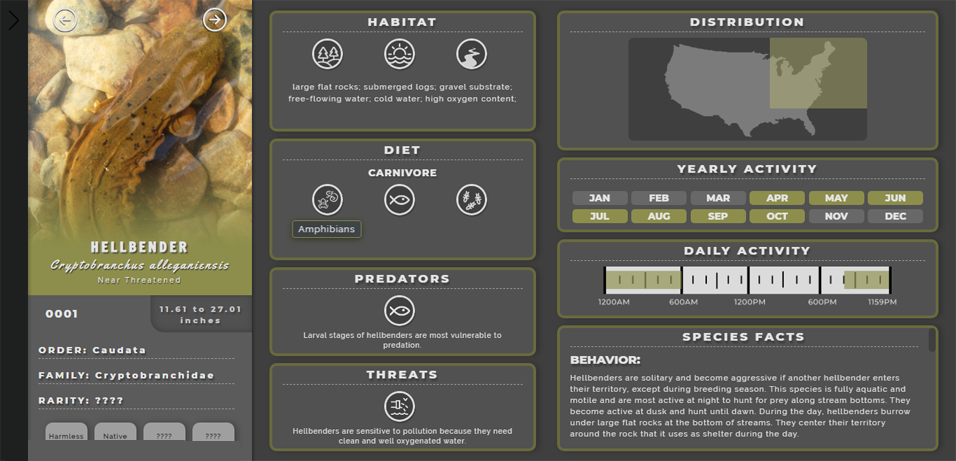 HELLBENDER
Cryptobranchus alleganiensis
Near Threatened
0001
11.61 to 27.01
inches
ORDER: Caudata
FAMILY: Cryptobranchidae
RARITY: ????
Harmless
Native
????
????
HABITAT
large flat rocks; submerged logs; gravel substrate;
free-flowing water; cold water; high oxygen content;
DIET
CARNIVORE
Amphibians
PREDATORS
Larval stages of hellbenders are most vulnerable to
predation.
THREATS
Hellbenders are sensitive to pollution because they need
clean and well oxygenated water.
DISTRIBUTION
YEARLY ACTIVITY
JAN FEB MAR APR MAY JUN
JUL AUG SEP OCT NOV DEC
DAILY ACTIVITY
1200AM 600AM 1200PM 600PM 1159PM
SPECIES FACTS
BEHAVIOR:
Hellbenders are solitary and become aggressive if another hellbender enters
their territory, except during breeding season. This species is fully aquatic and
motile and are most active at night to hunt for prey along stream bottoms. They
become active at dusk and hunt until dawn. During the day, hellbenders burrow
under large flat rocks at the bottom of streams. They center their territory
around the rock that it uses as shelter during the day.